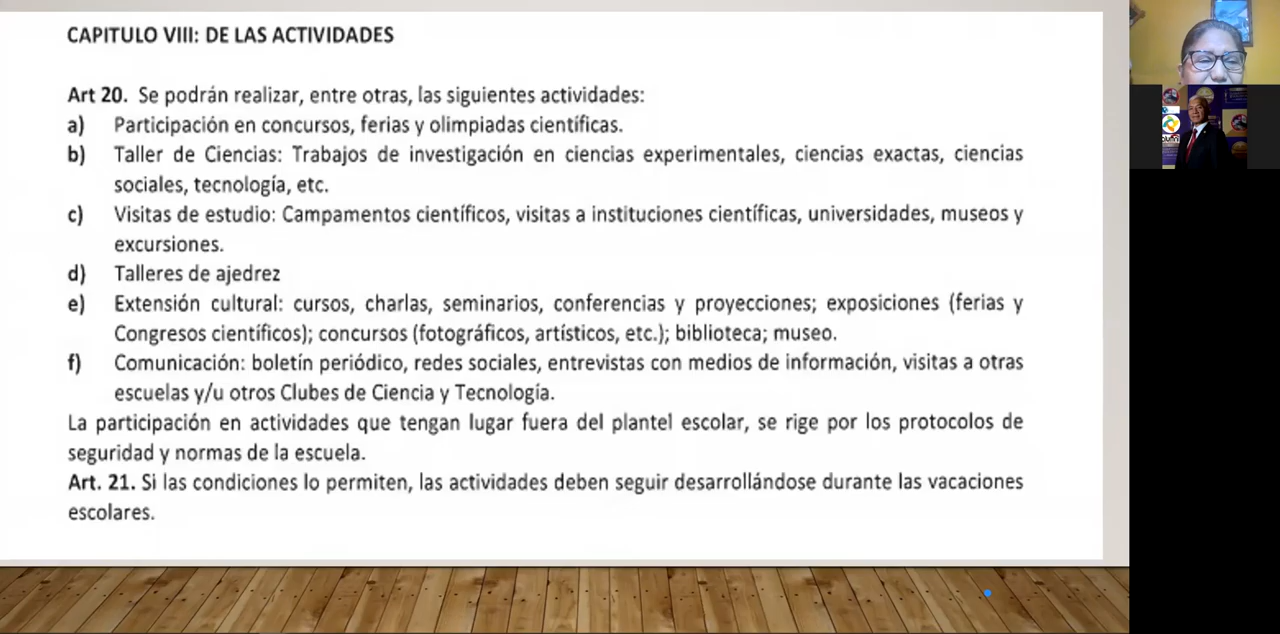 CAPITULO VIII: DE LAS ACTIVIDADES
Art 20. Se podrán realizar, entre otras, las siguientes actividades:
a) Participación en concursos, ferias y olimpiadas científicas.
b) Taller de Ciencias: Trabajos de investigación en ciencias experimentales, ciencias exactas, ciencias
sociales, tecnología, etc.
c) Visitas de estudio: Campamentos científicos, visitas a instituciones científicas, universidades, museos y
excursiones.
d) Talleres de ajedrez
e) Extensión cultural: cursos, charlas, seminarios, conferencias y proyecciones; exposiciones (ferias y
Congresos científicos); concursos (fotográficos, artísticos, etc.); biblioteca; museo.
f) Comunicación: boletín periódico, redes sociales, entrevistas con medios de información, visitas a otras
escuelas y/u otros Clubes de Ciencia y Tecnología.
La participación en actividades que tengan lugar fuera del plantel escolar, se rige por los protocolos de
seguridad y normas de la escuela.
Art. 21. Si las condiciones lo permiten, las actividades deben seguir desarrollándose durante las vacaciones
escolares.